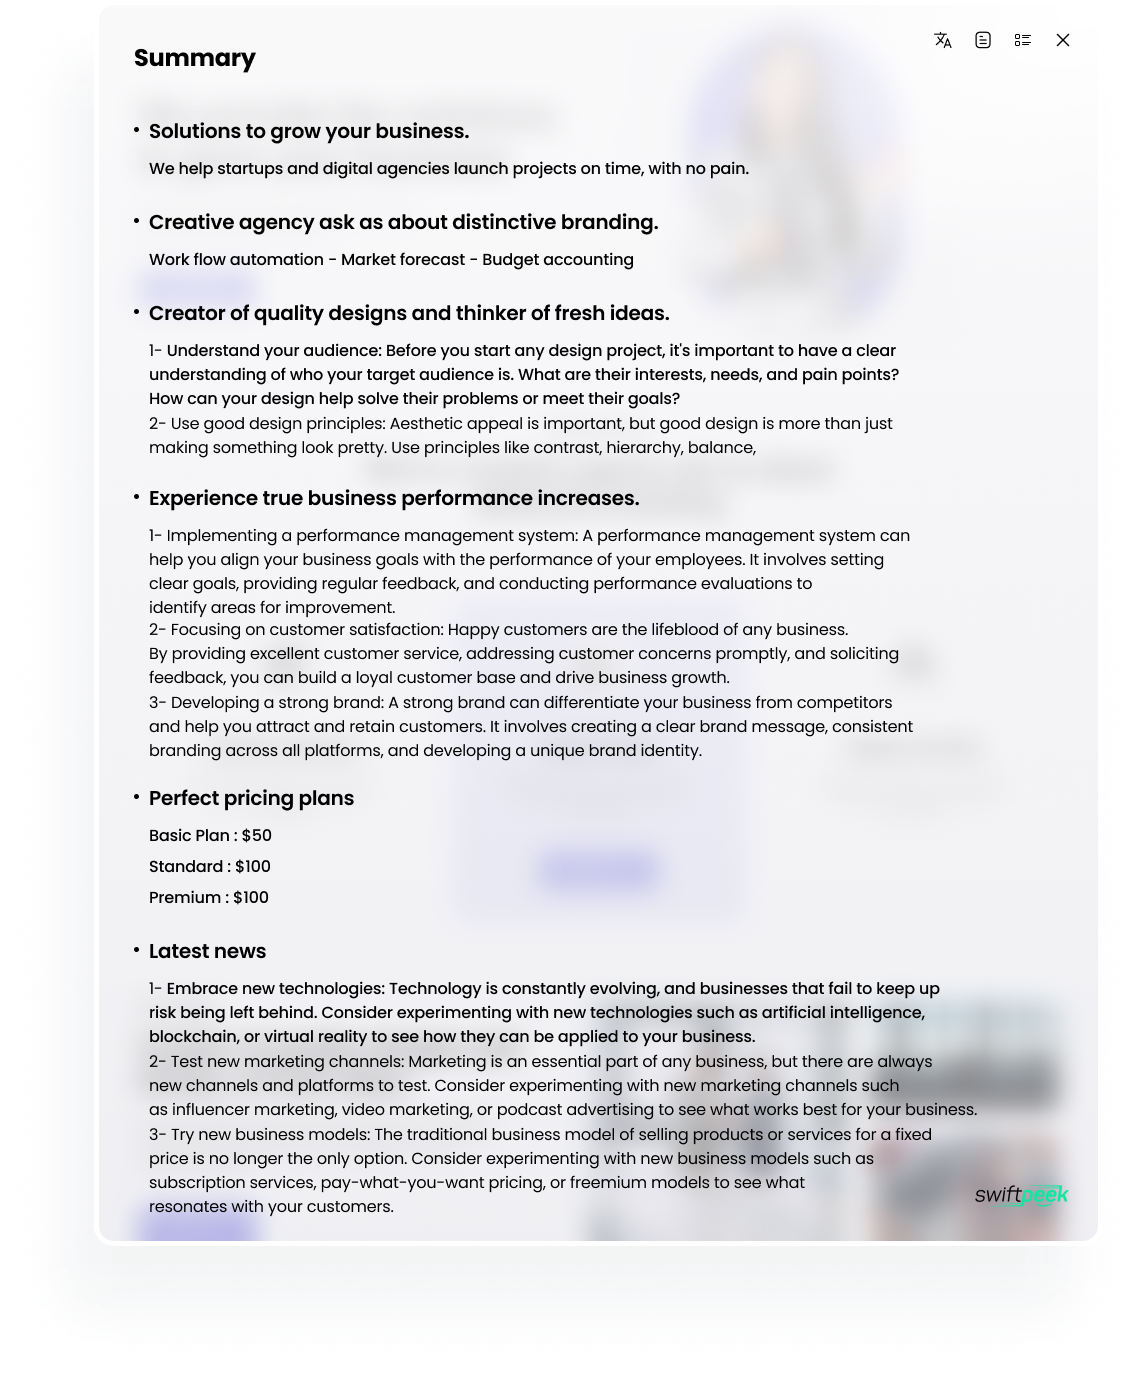 Summary
• Solutions to grow your business.
We help startups and digital agencies launch projects on time, with no pain.
• Creative agency ask as about distinctive branding.
Work flow automation - Market forecast - Budget accounting
• Creator of quality designs and thinker of fresh ideas.
1- Understand your audience: Before you start any design project, it's important to have a clear
understanding of who your target audience is. What are their interests, needs, and pain points?
How can your design help solve their problems or meet their goals?
2- Use good design principles: Aesthetic appeal is important, but good design is more than just
making something look pretty. Use principles like contrast, hierarchy, balance,
• Experience true business performance increases.
1- Implementing a performance management system: A performance management system can
help you align your business goals with the performance of your employees. It involves setting
clear goals, providing regular feedback, and conducting performance evaluations to
identify areas for improvement.
2- Focusing on customer satisfaction: Happy customers are the lifeblood of any business.
By providing excellent customer service, addressing customer concerns promptly, and soliciting
feedback, you can build a loyal customer base and drive business growth.
3- Developing a strong brand: A strong brand can differentiate your business from competitors
and help you attract and retain customers. It involves creating a clear brand message, consistent
branding across all platforms, and developing a unique brand identity.
• Perfect pricing plans
Basic Plan : $50
Standard : $100
Premium : $100
• Latest news
1- Embrace new technologies: Technology is constantly evolving, and businesses that fail to keep up
risk being left behind. Consider experimenting with new technologies such as artificial intelligence,
blockchain, or virtual reality to see how they can be applied to your business.
2- Test new marketing channels: Marketing is an essential part of any business, but there are always
new channels and platforms to test. Consider experimenting with new marketing channels such
as influencer marketing, video marketing, or podcast advertising to see what works best for your business.
3- Try new business models: The traditional business model of selling products or services for a fixed
price is no longer the only option. Consider experimenting with new business models such as
subscription services, pay-what-you-want pricing, or freemium models to see what
resonates with your customers.
swiftpeek